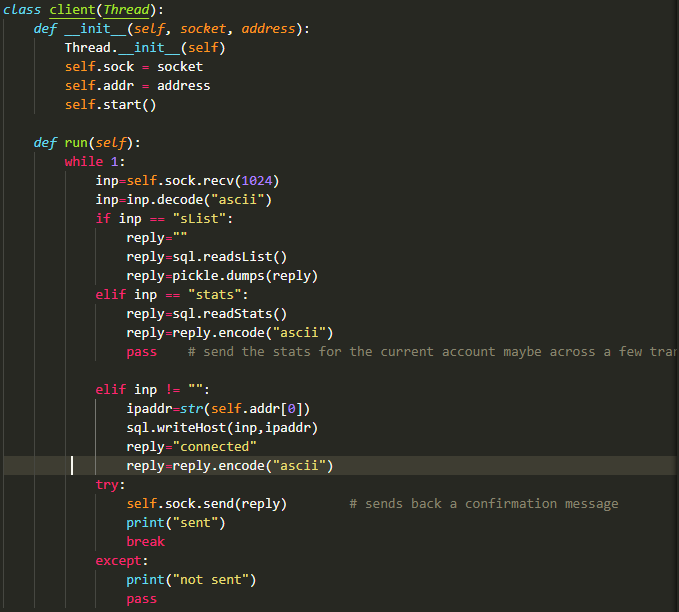 class client(Thread):
    def __init__(self, socket, address):
        Thread.__init__(self)
        self.sock = socket
        self.addr = address
        self.start()

    def run(self):
        while 1:
            inp=self.sock.recv(1024)
            inp=inp.decode("ascii")
            if inp == "sList":
                reply=""
                reply=sql.readsList()
                reply=pickle.dumps(reply)
            elif inp == "stats":
                reply=sql.readStats()
                reply=reply.encode("ascii")
                pass    # send the stats for the current account maybe across a few

            elif inp != "":
                ipaddr=str(self.addr[0])
                sql.writeHost(inp,ipaddr)
                reply="connected"
                reply=reply.encode("ascii")
            try:
                self.sock.send(reply)        # sends back a confirmation message
                print("sent")
                break
            except:
                print("not sent")
                pass